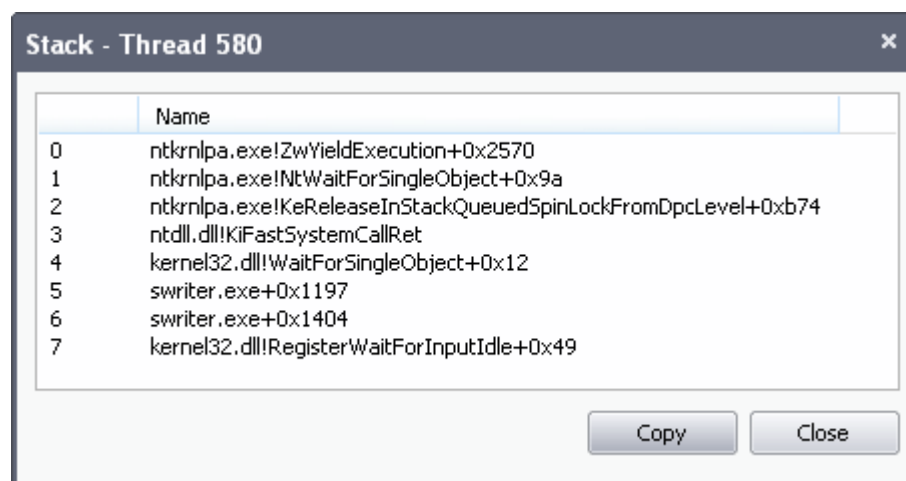 Stack - Thread 580
Name
0 ntkrnlpa.exe!ZwYieldExecution+0x2570
1 ntkrnlpa.exe!NtWaitForSingleObject+0x9a
2 ntkrnlpa.exe!KeReleaseInStackQueuedSpinLockFromDpcLevel+0xb74
3 ntdll.dll!KiFastSystemCallRet
4 kernel32.dll!WaitForSingleObject+0x12
5 swriter.exe+0x1197
6 swriter.exe+0x1404
7 kernel32.dll!RegisterWaitForInputIdle+0x49
Copy Close